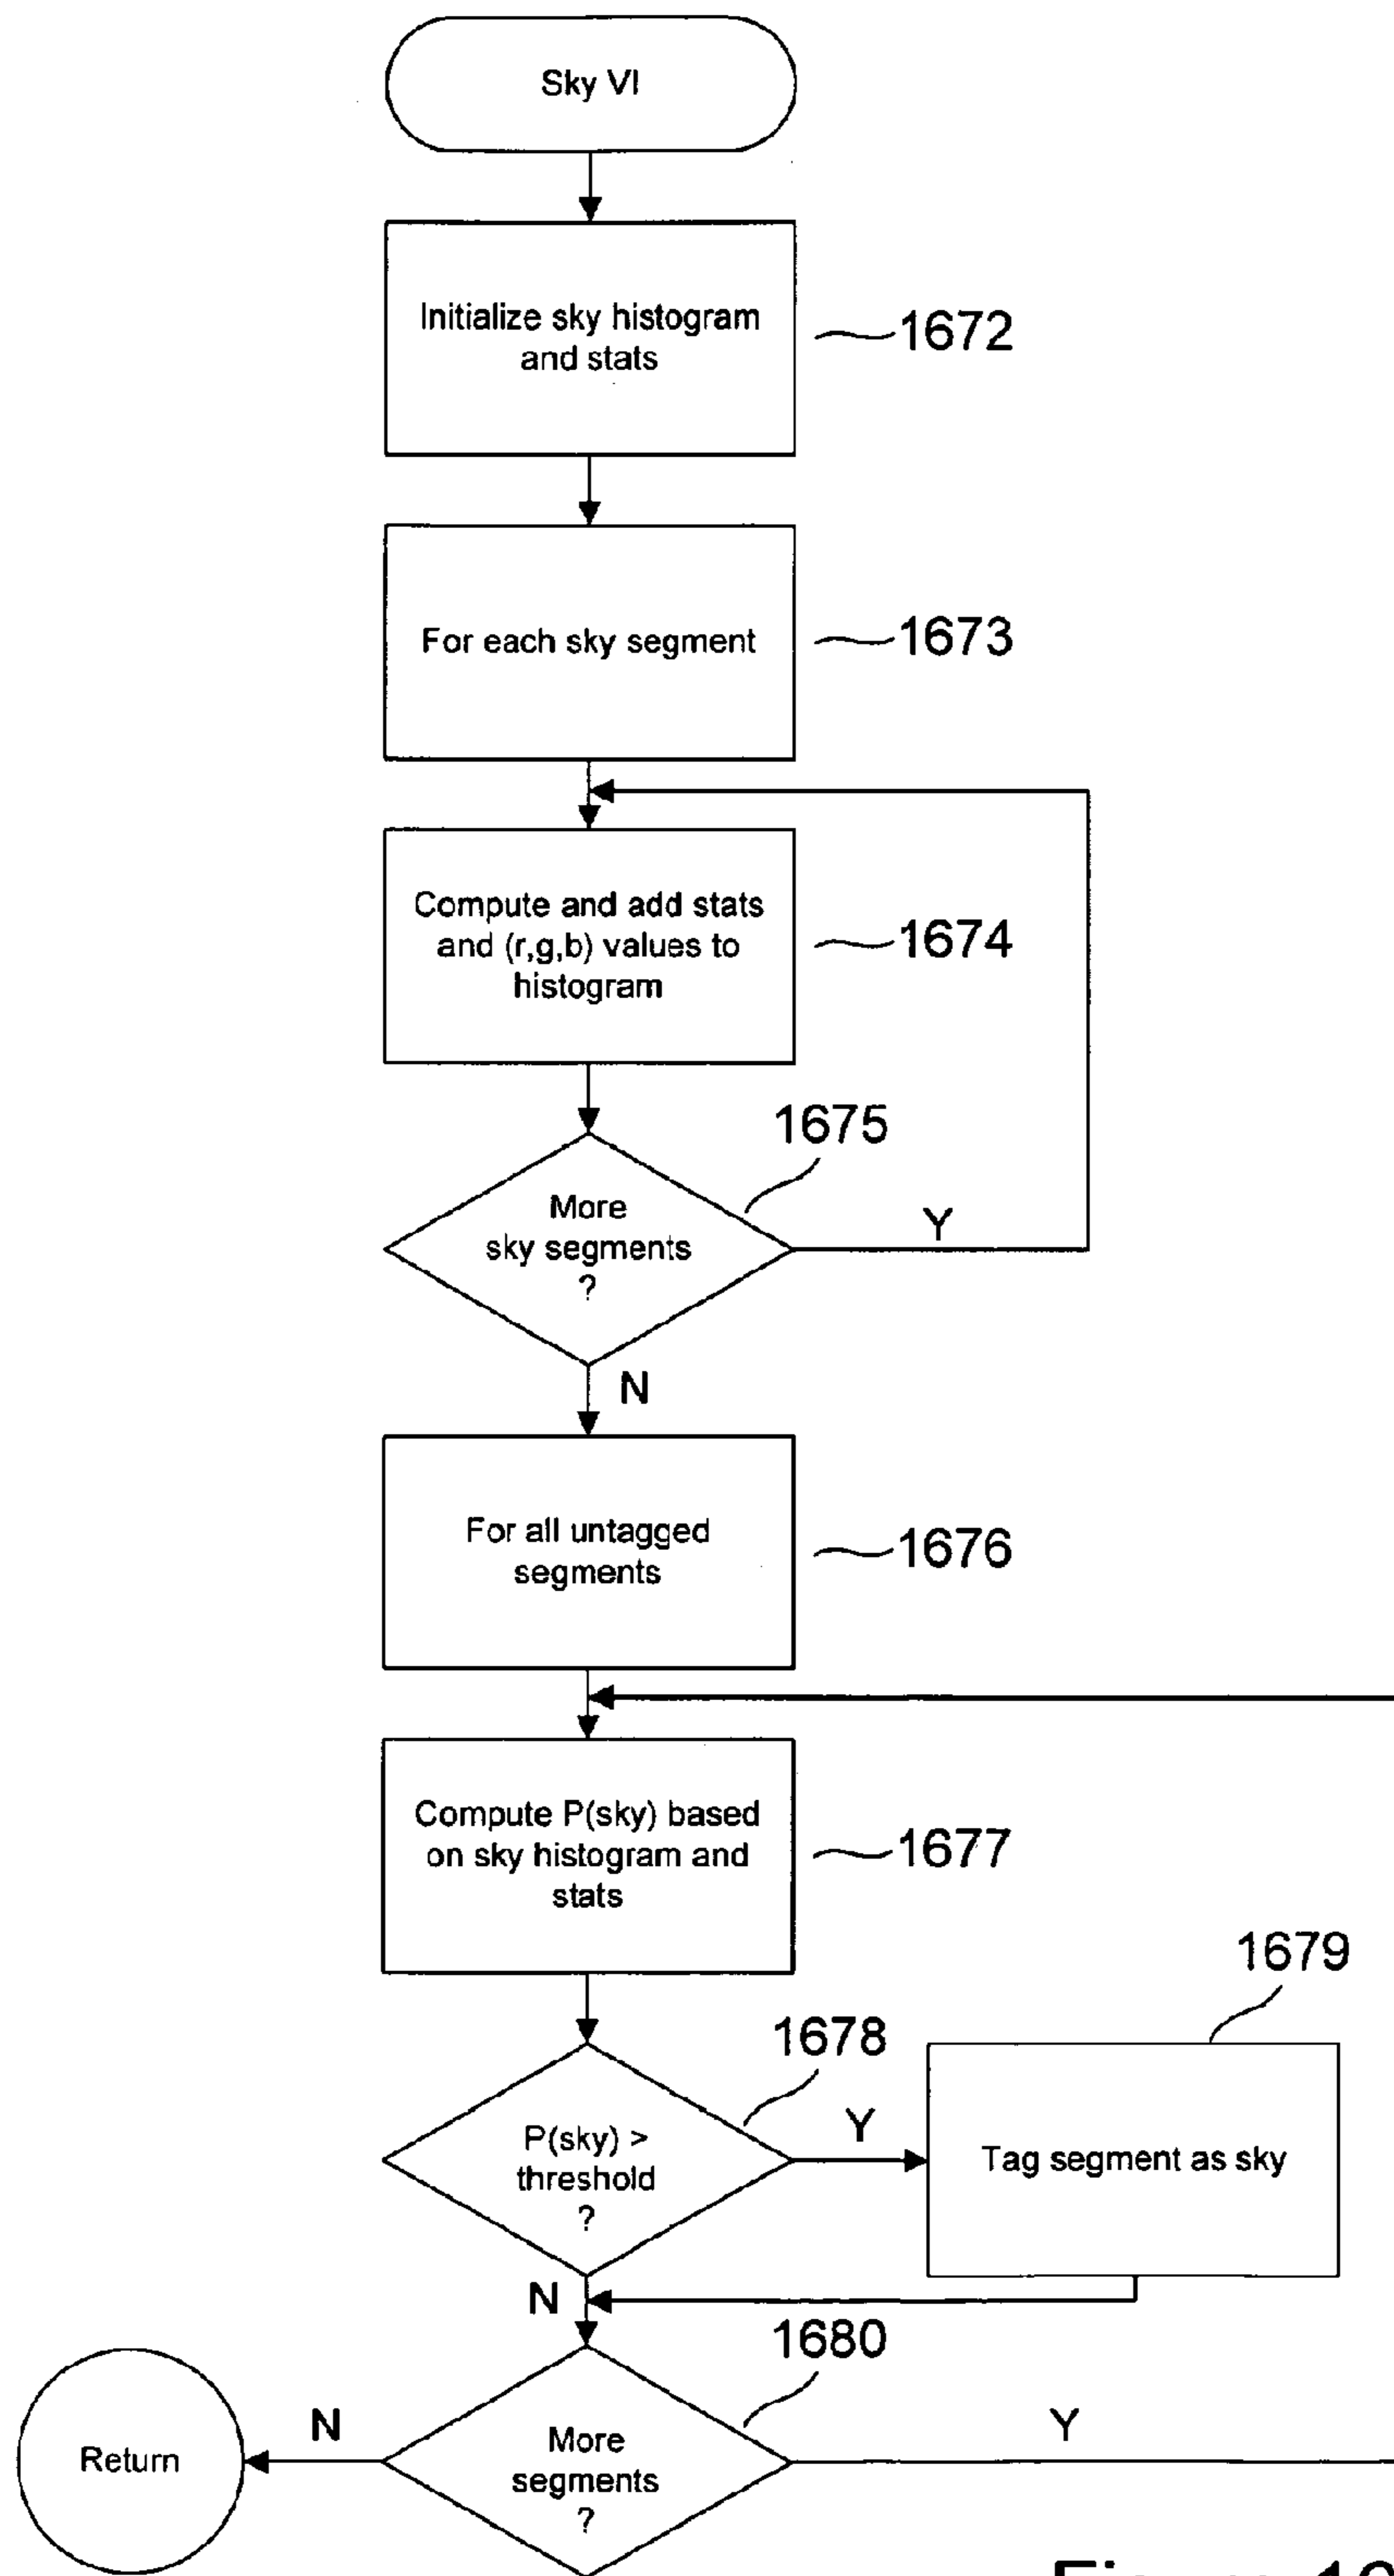 Sky VI
Initialize sky histogram
and stats
1672
For each sky segment
1673
Compute and add stats
and (r,g,b) values to
histogram
1674
1675
More
sky segments
?
Y
N
For all untagged
segments
1676
Compute P(sky) based
on sky histogram and
stats
1677
1678
1679
P(sky) >
threshold
?
Y
Tag segment as sky
N
1680
Return
N
More
segments
?
Y